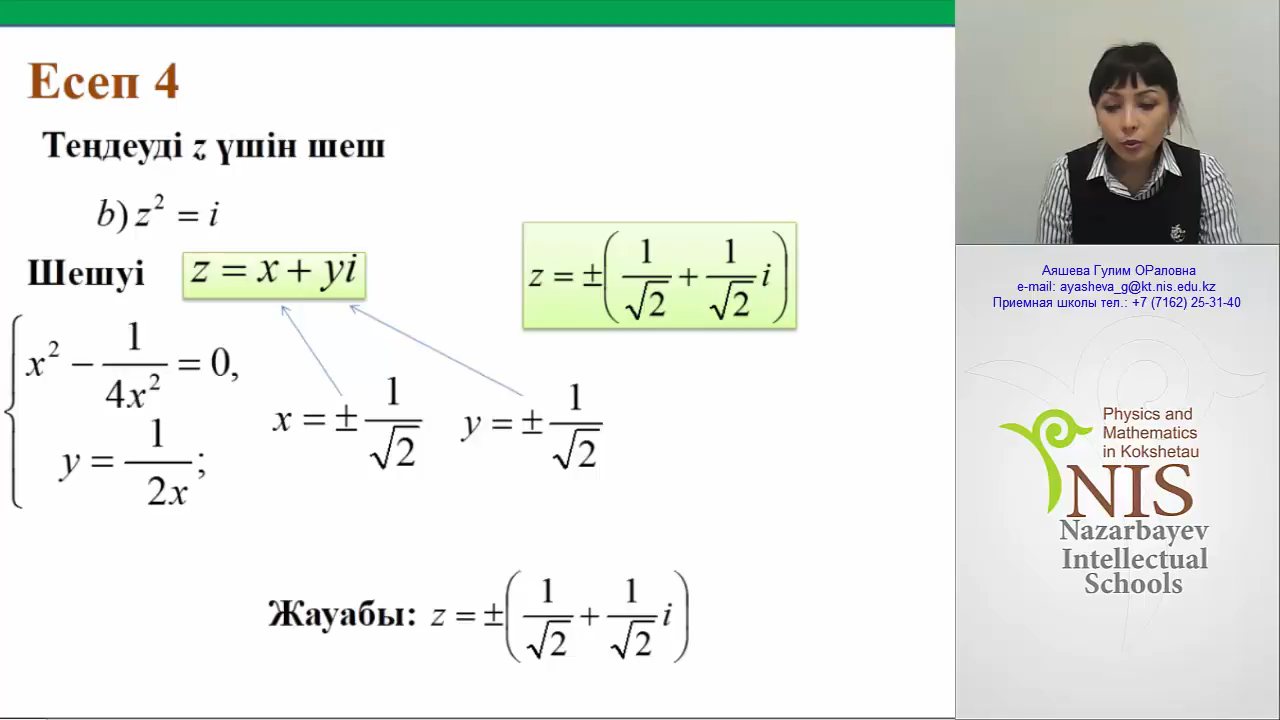 Есеп 4
Теңдеуді z үшін шеш
b) z² = i
Шешуі z = x + yi
z = ±(1/√2 + 1/√2 i)
x² − 1/4x² = 0,
y = 1/2x;
x = ± 1/√2 y = ± 1/√2
Жауабы: z = ±(1/√2 + 1/√2 i)
Аяшева Гулим ОРаловна
e-mail: ayasheva_g@kt.nis.edu.kz
Приемная школы тел.: +7 (7162) 25-31-40
Physics and
Mathematics
in Kokshetau
NIS
Nazarbayev
Intellectual
Schools